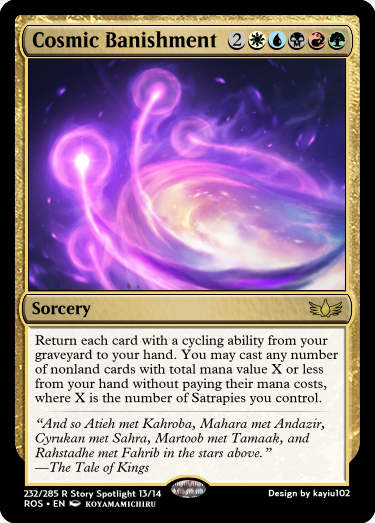 Cosmic Banishment 2
Sorcery
Return each card with a cycling ability from your
graveyard to your hand. You may cast any number
of nonland cards with total mana value X or less
from your hand without paying their mana costs,
where X is the number of Satrapies you control.
“And so Atieh met Kahroba, Mahara met Andazir,
Cyrukan met Sahra, Martoob met Tamaak, and
Rahstadhe met Fahrib in the stars above.”
—The Tale of Kings
232/285 R Story Spotlight 13/14
Design by kayiu102
ROS • EN KOYAMAMICHIRU